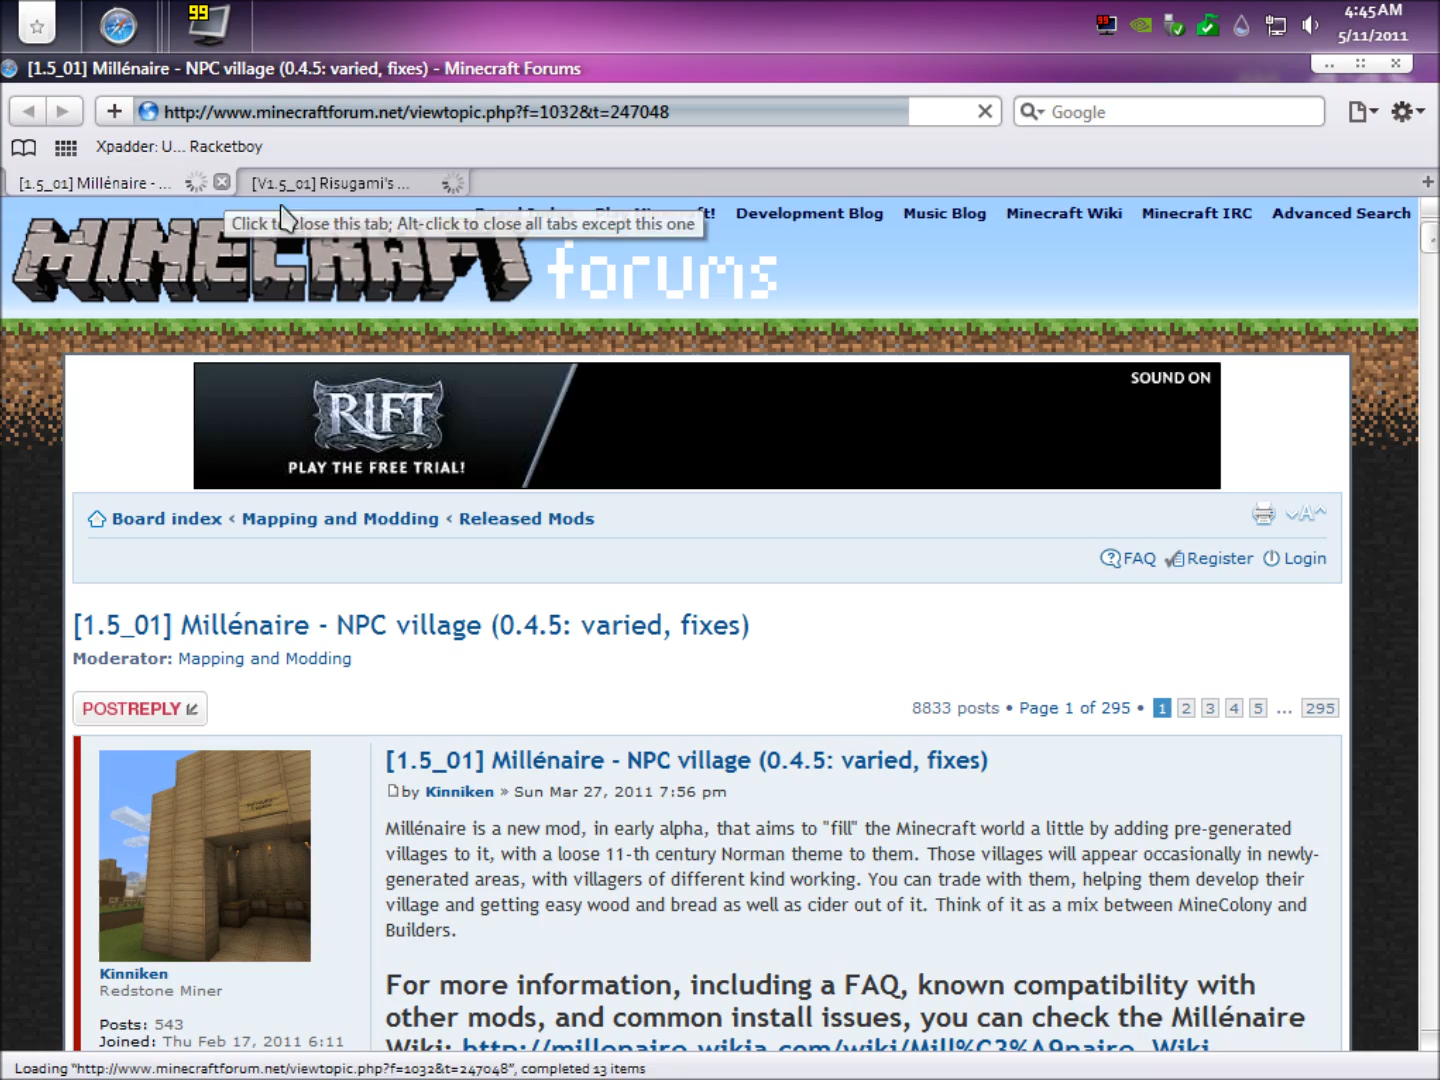 99
99
4:45AM
5/11/2011
[1.5_01] Millénaire - NPC village (0.4.5: varied, fixes) - Minecraft Forums
http://www.minecraftforum.net/viewtopic.php?f=1032&t=247048
Google
Xpadder: U... Racketboy
[1.5_01] Millénaire - ...
[V1.5_01] Risugami's ...
Development Blog Music Blog Minecraft Wiki Minecraft IRC Advanced Search
Click to close this tab; Alt-click to close all tabs except this one
MINECRAFT forums
RIFT
PLAY THE FREE TRIAL!
SOUND ON
Board index ‹ Mapping and Modding ‹ Released Mods
FAQ Register Login
[1.5_01] Millénaire - NPC village (0.4.5: varied, fixes)
Moderator: Mapping and Modding
POSTREPLY
8833 posts • Page 1 of 295 • 1 2 3 4 5 ... 295
[1.5_01] Millénaire - NPC village (0.4.5: varied, fixes)
by Kinniken » Sun Mar 27, 2011 7:56 pm
Millénaire is a new mod, in early alpha, that aims to "fill" the Minecraft world a little by adding pre-generated
villages to it, with a loose 11-th century Norman theme to them. Those villages will appear occasionally in newly-
generated areas, with villagers of different kind working. You can trade with them, helping them develop their
village and getting easy wood and bread as well as cider out of it. Think of it as a mix between MineColony and
Builders.
For more information, including a FAQ, known compatibility with
other mods, and common install issues, you can check the Millénaire
Wiki: http://millenaire.wikia.com/wiki/Mill%C3%A9naire_Wiki
Kinniken
Redstone Miner
Posts: 543
Joined: Thu Feb 17, 2011 6:11
Loading "http://www.minecraftforum.net/viewtopic.php?f=1032&t=247048", completed 13 items